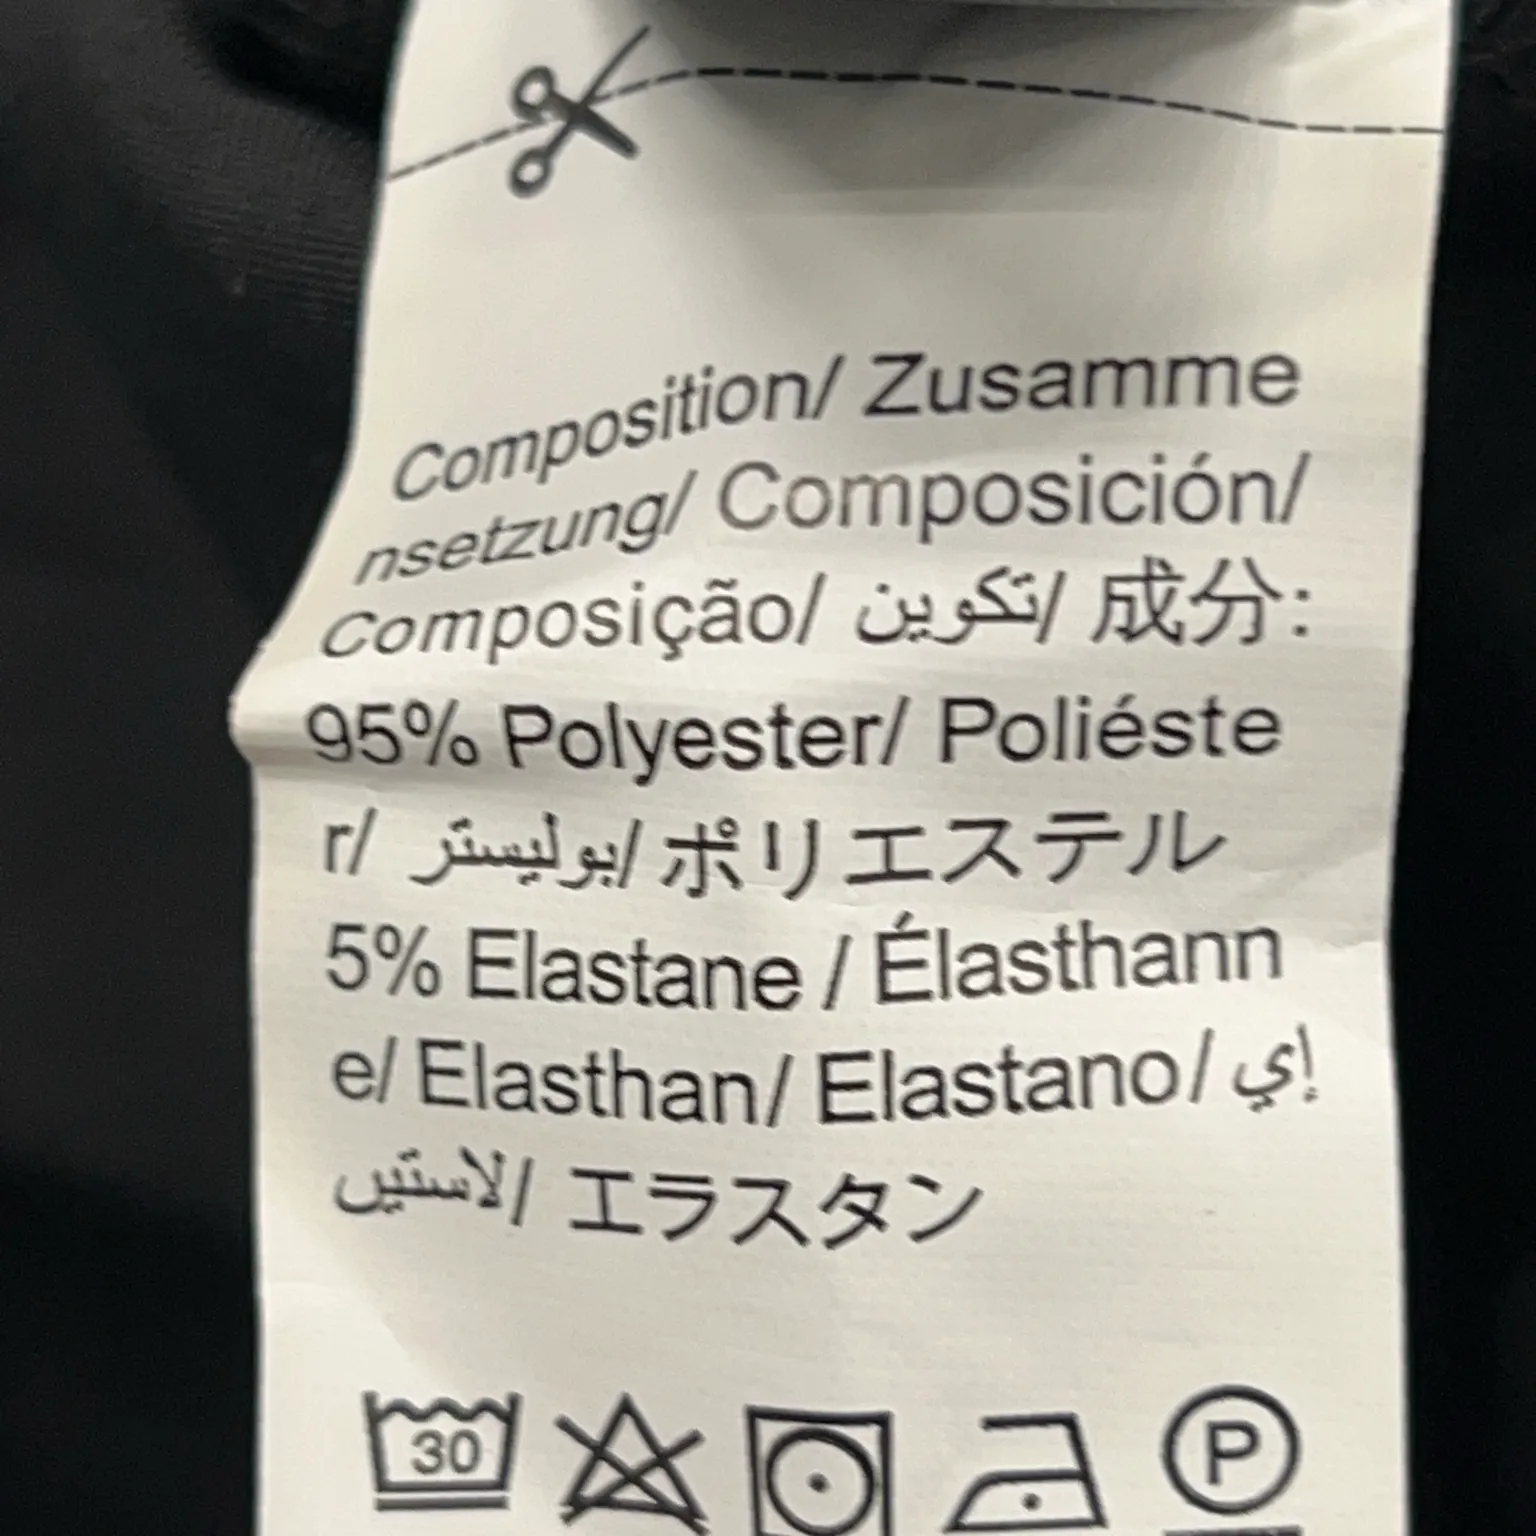 Composition/ Zusamme
nsetzung/ Composición/
Composição/ تكوين/ 成分:
95% Polyester/ Poliéste
r/ بوليستر/ ポリエステル
5% Elastane / Élasthann
e/ Elasthan/ Elastano/ إي
لاستين/ エラスタン
30
P